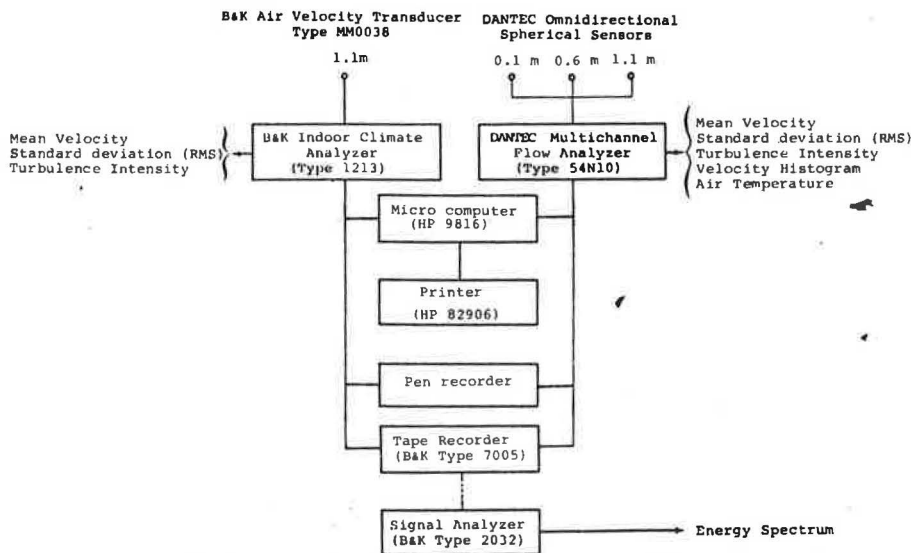 B&K Air Velocity Transducer
Type MM0038
DANTEC Omnidirectional
Spherical Sensors
1.1m
0.1 m 0.6 m 1.1 m
Mean Velocity
Standard deviation (RMS)
Turbulence Intensity
B&K Indoor Climate
Analyzer
(Type 1213)
DANTEC Multichannel
Flow Analyzer
(Type 54N10)
Mean Velocity
Standard deviation (RMS)
Turbulence Intensity
Velocity Histogram
Air Temperature
Micro computer
(HP 9816)
Printer
(HP 82906)
Pen recorder
Tape Recorder
(B&K Type 7005)
Signal Analyzer
(B&K Type 2032)
Energy Spectrum